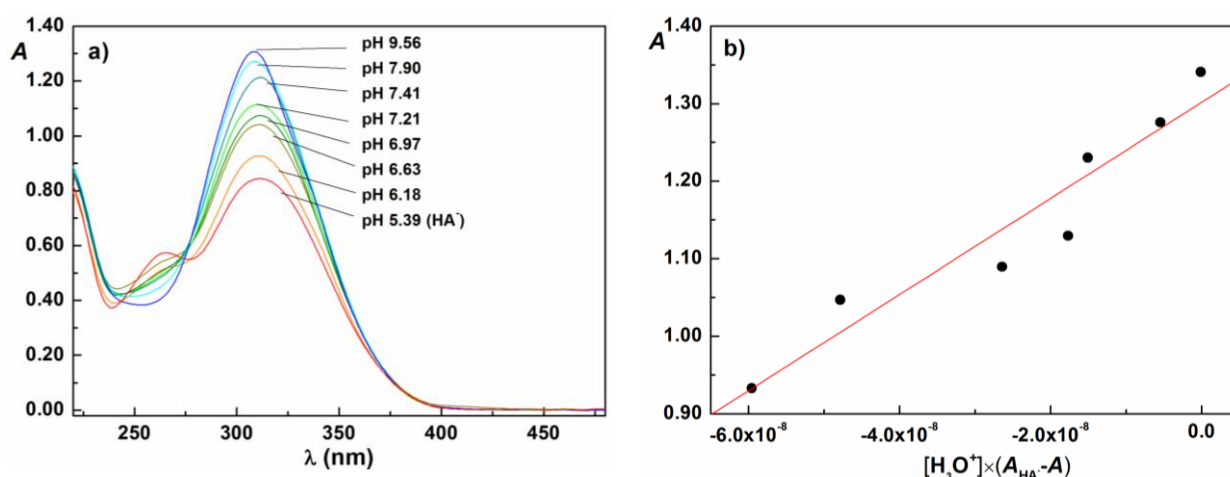 a)
A
1.40
1.20
1.00
0.80
0.60
0.40
0.20
0.00
pH 9.56
pH 7.90
pH 7.41
pH 7.21
pH 6.97
pH 6.63
pH 6.18
pH 5.39 (HA⁻)
250
300
350
400
450
λ (nm)
b)
A
1.40
1.30
1.20
1.10
1.00
0.90
-6.0x10⁻⁸
-4.0x10⁻⁸
-2.0x10⁻⁸
0.0
[H₃O⁺]×(A_HA⁻-A)